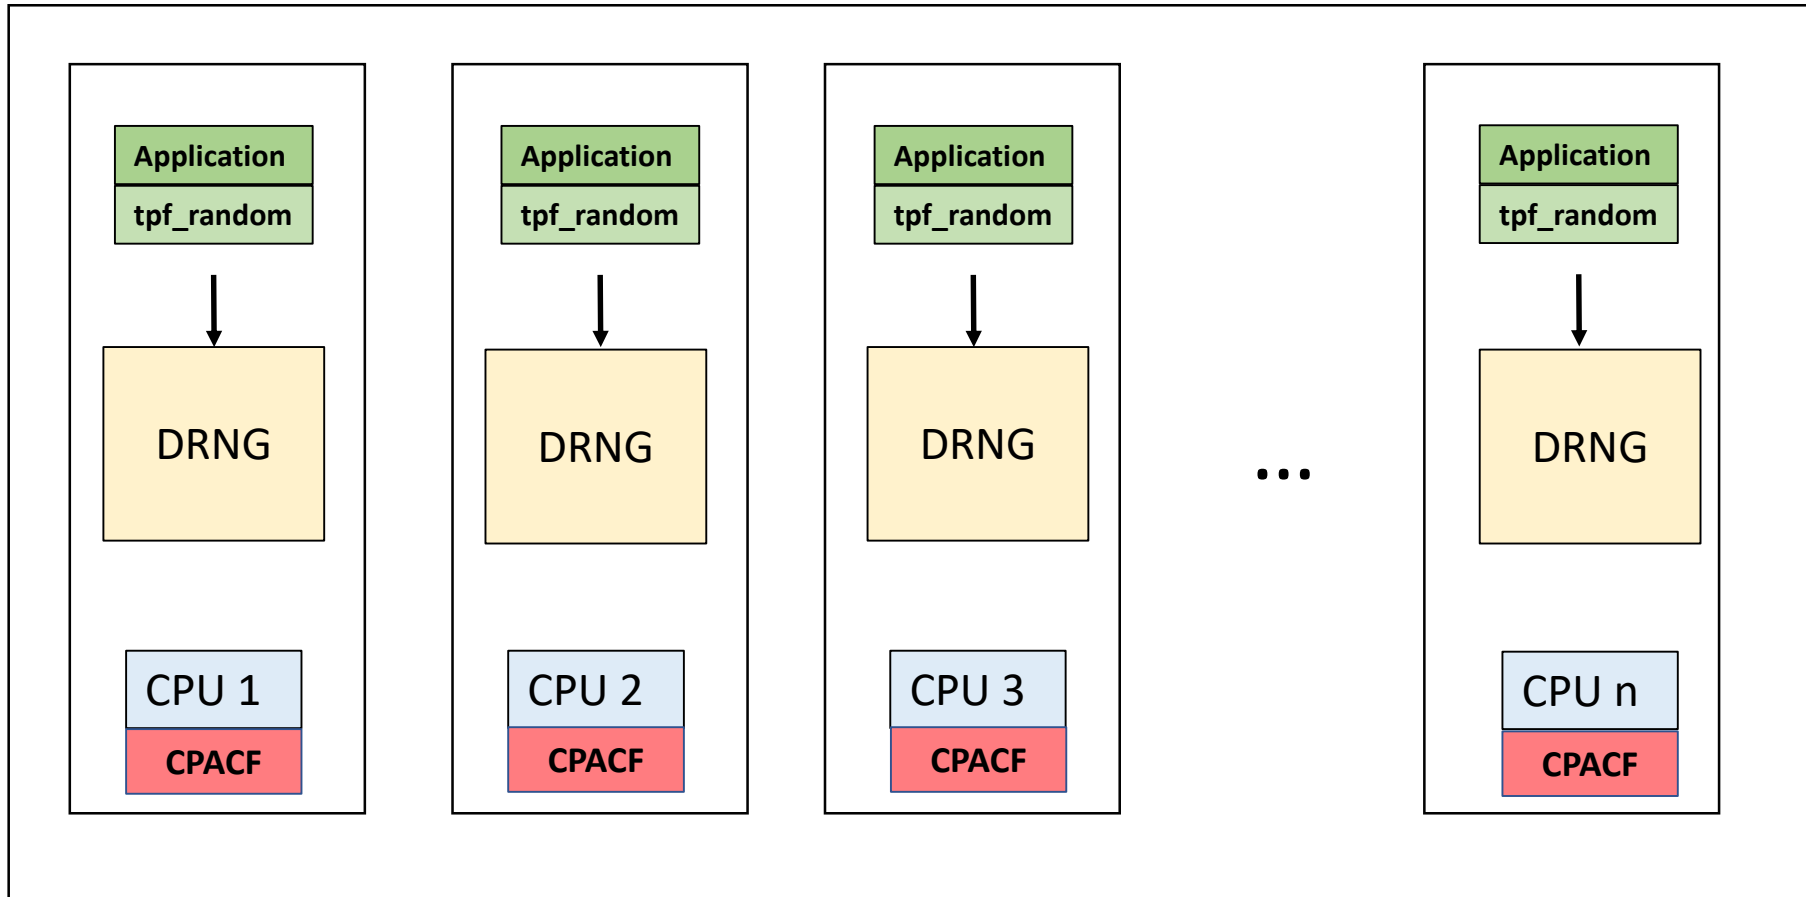 Application
tpf_random
DRNG
CPU 1
CPACF
Application
tpf_random
DRNG
CPU 2
CPACF
Application
tpf_random
DRNG
CPU 3
CPACF
...
Application
tpf_random
DRNG
CPU n
CPACF